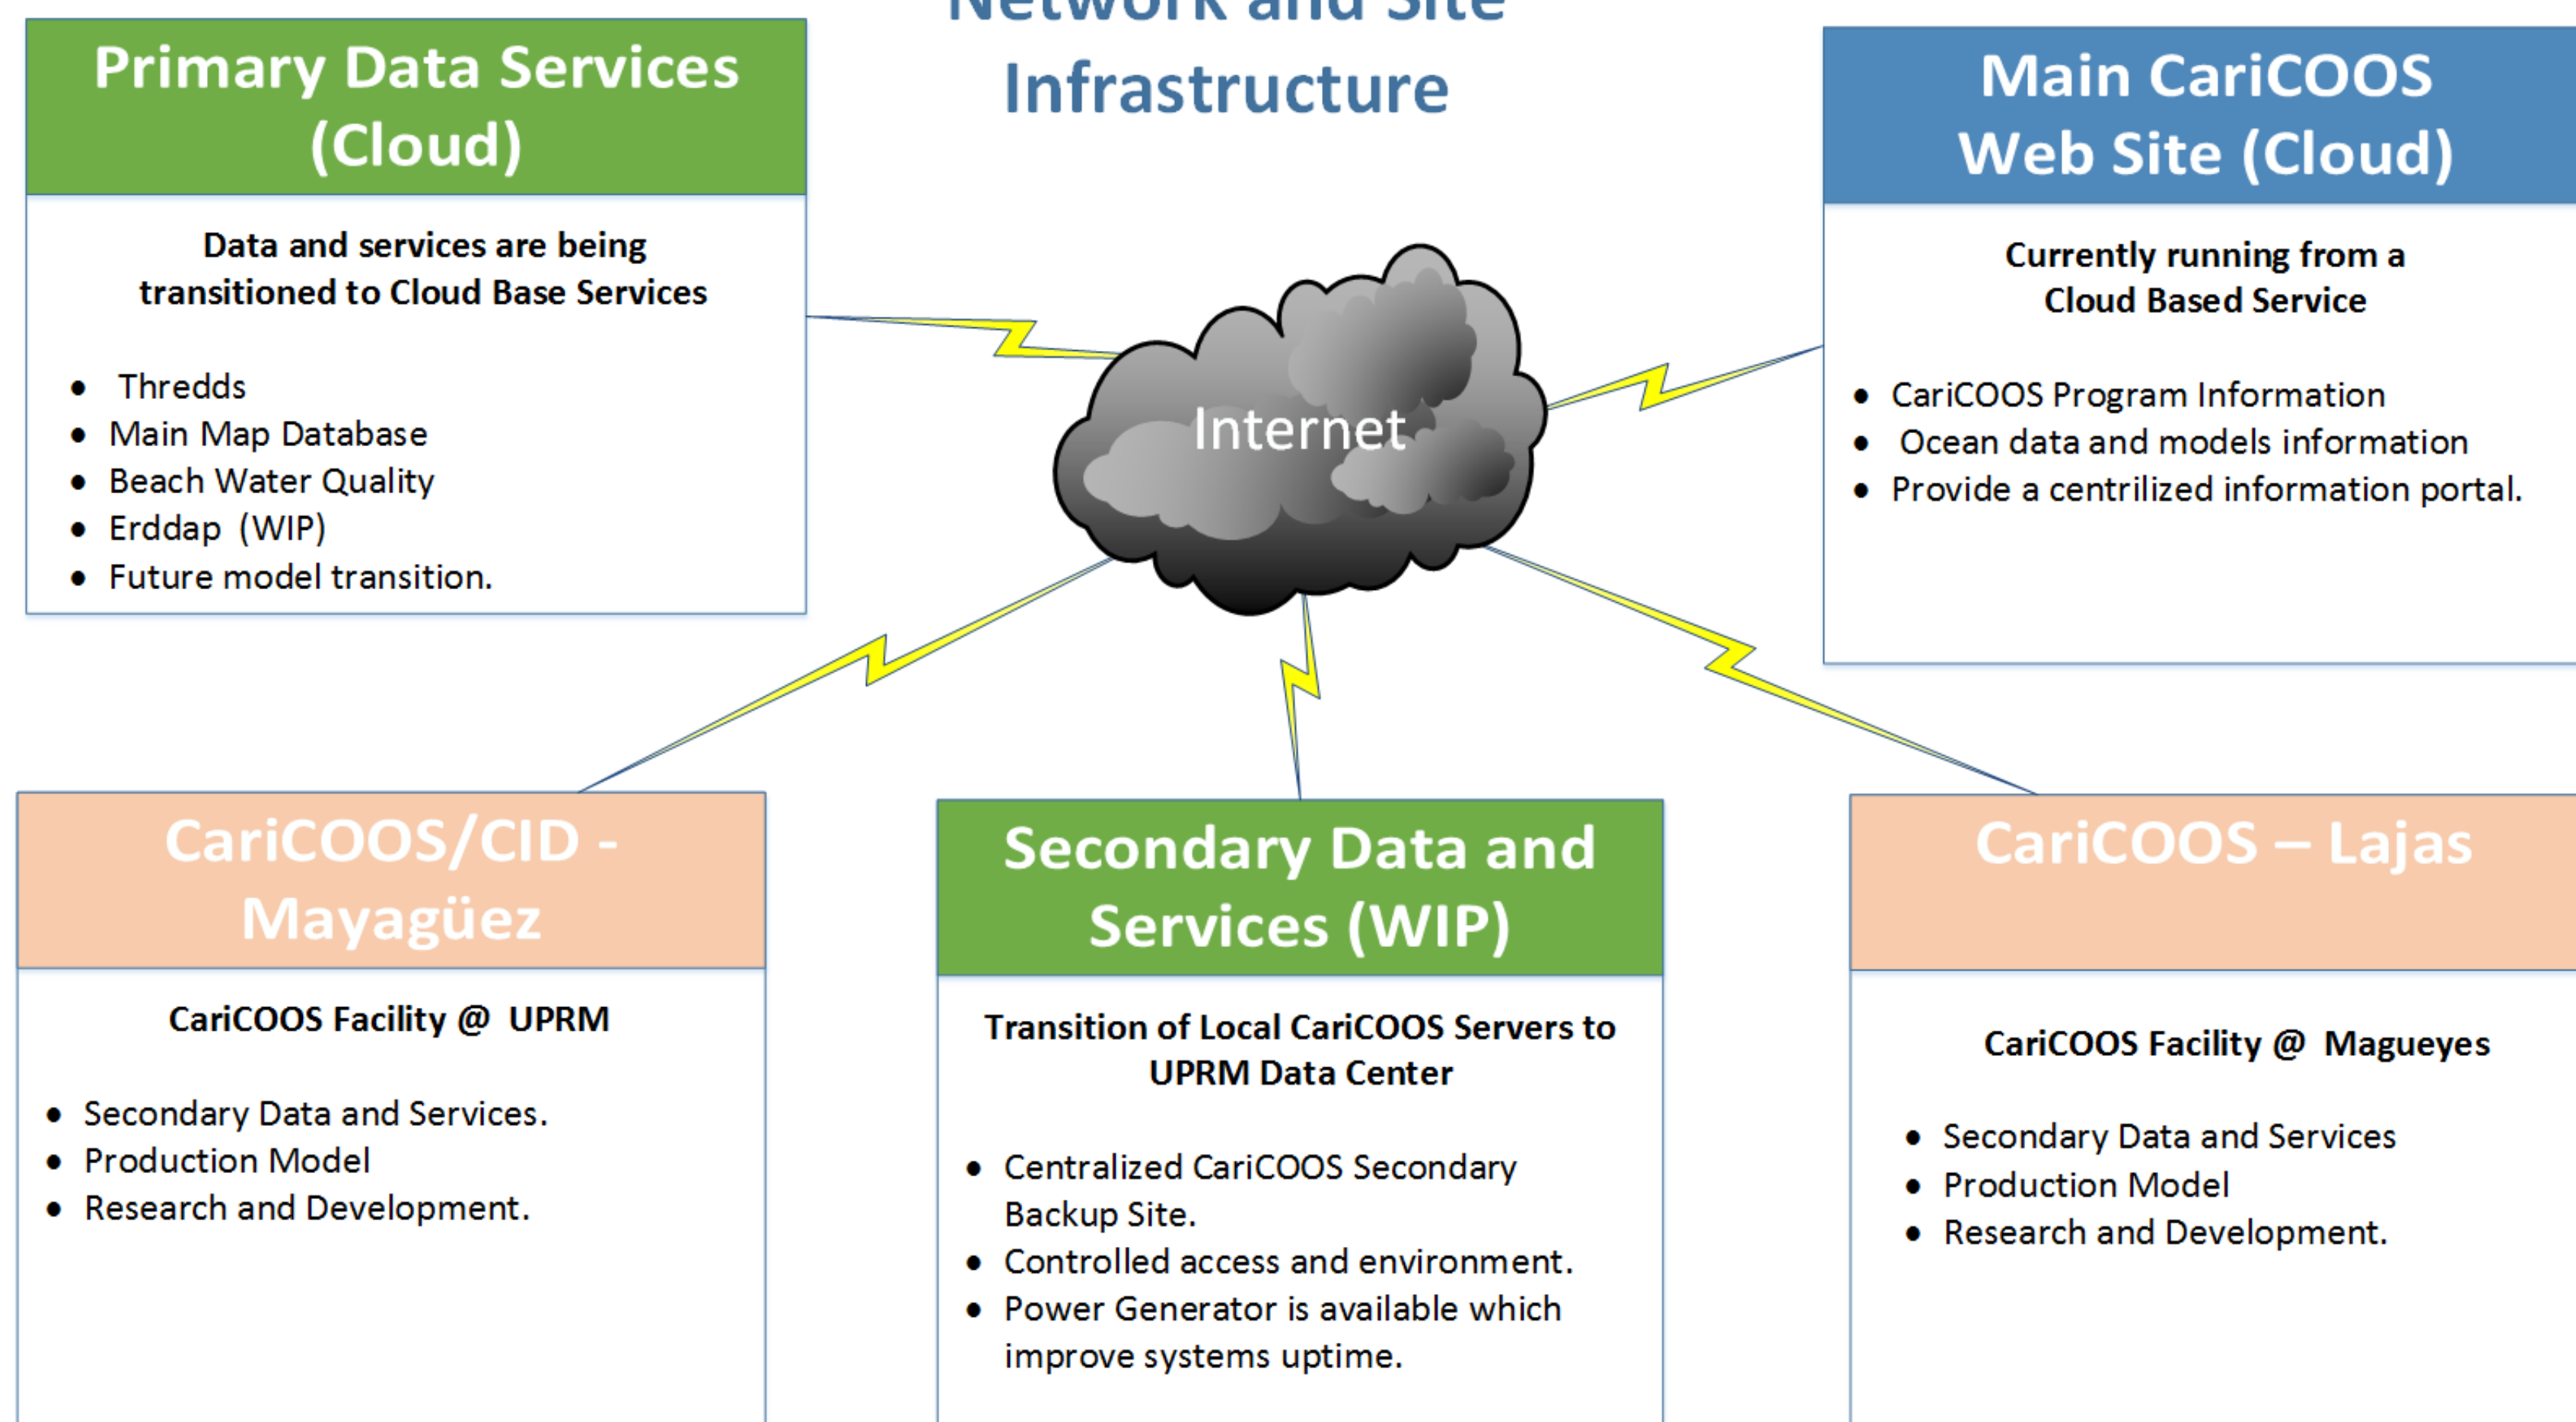 Network and Site
Infrastructure
Primary Data Services
(Cloud)
Data and services are being
transitioned to Cloud Base Services
• Thredds
• Main Map Database
• Beach Water Quality
• Erddap (WIP)
• Future model transition.
Main CariCOOS
Web Site (Cloud)
Currently running from a
Cloud Based Service
• CariCOOS Program Information
• Ocean data and models information
• Provide a centrilized information portal.
Internet
CariCOOS/CID -
Mayagüez
CariCOOS Facility @ UPRM
• Secondary Data and Services.
• Production Model
• Research and Development.
Secondary Data and
Services (WIP)
Transition of Local CariCOOS Servers to
UPRM Data Center
• Centralized CariCOOS Secondary
Backup Site.
• Controlled access and environment.
• Power Generator is available which
improve systems uptime.
CariCOOS – Lajas
CariCOOS Facility @ Magueyes
• Secondary Data and Services
• Production Model
• Research and Development.